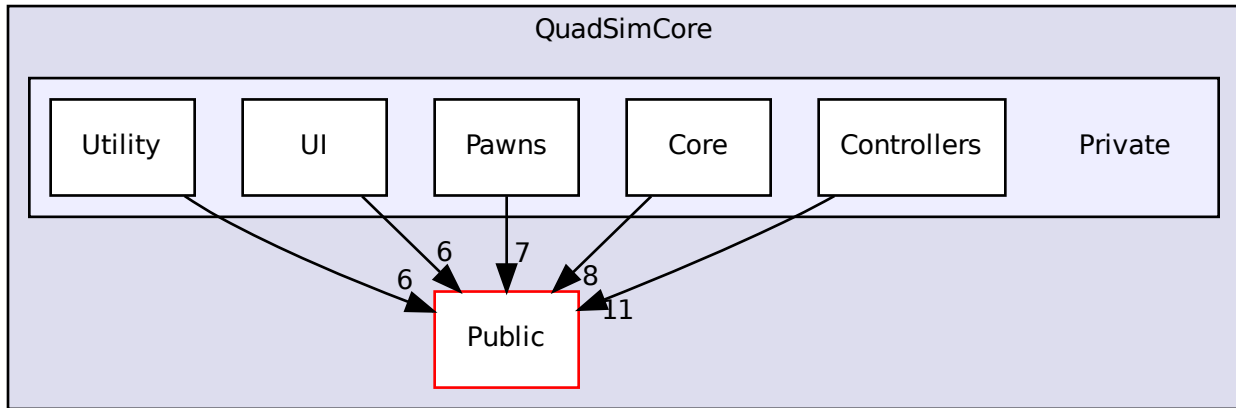 QuadSimCore
Utility
UI
Pawns
Core
Controllers
Private
6
6
7
8
11
Public